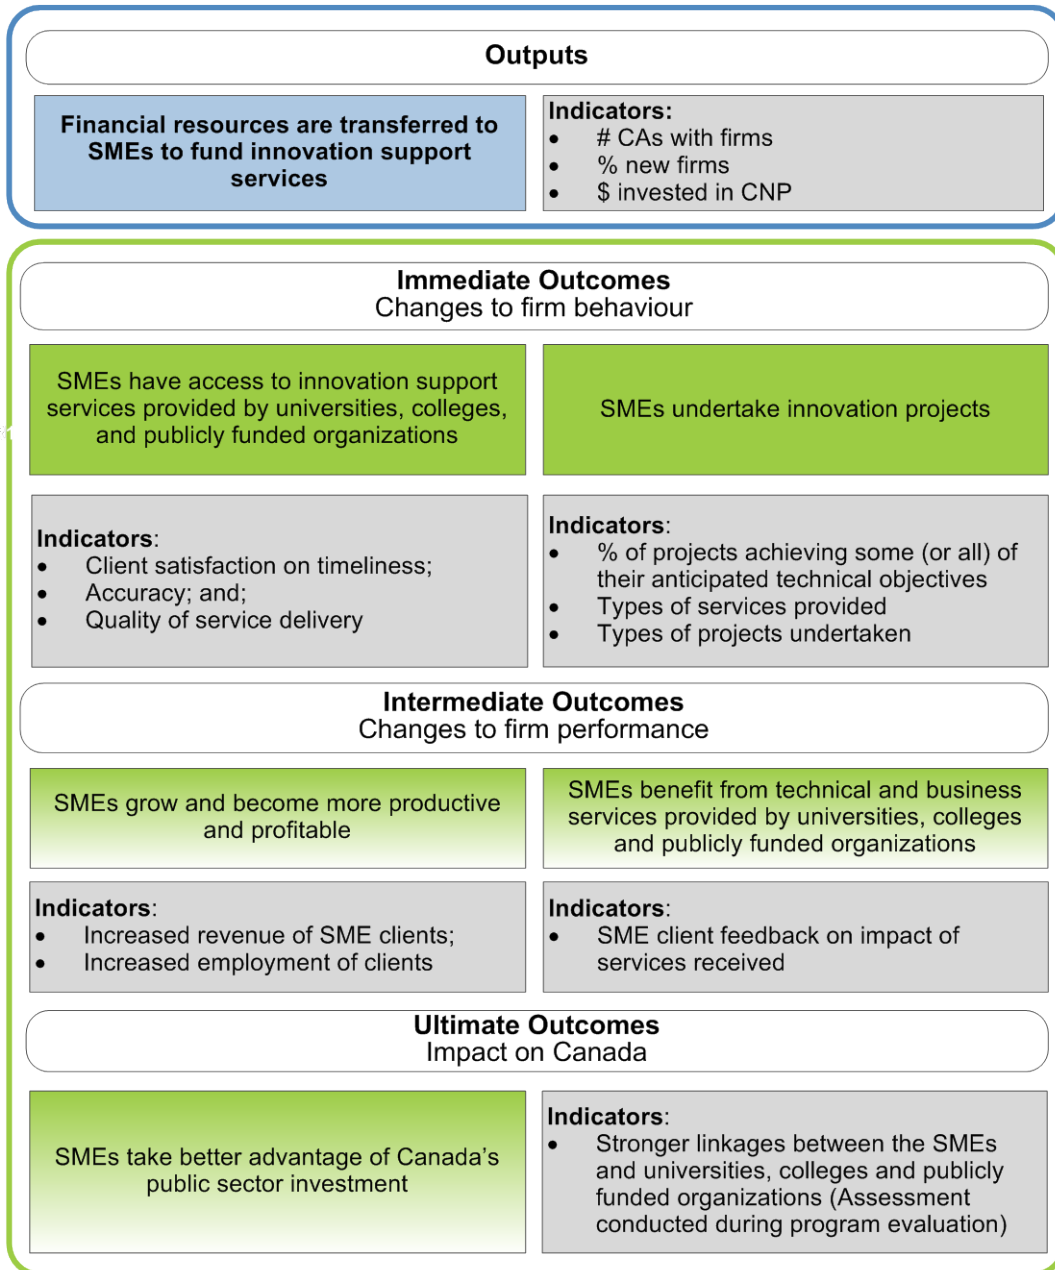 Outputs
Financial resources are transferred to
SMEs to fund innovation support
services
Indicators:
• # CAs with firms
• % new firms
• $ invested in CNP
Immediate Outcomes
Changes to firm behaviour
SMEs have access to innovation support
services provided by universities, colleges,
and publicly funded organizations
SMEs undertake innovation projects
Indicators:
• Client satisfaction on timeliness;
• Accuracy; and;
• Quality of service delivery
Indicators:
• % of projects achieving some (or all) of
their anticipated technical objectives
• Types of services provided
• Types of projects undertaken
Intermediate Outcomes
Changes to firm performance
SMEs grow and become more productive
and profitable
SMEs benefit from technical and business
services provided by universities, colleges
and publicly funded organizations
Indicators:
• Increased revenue of SME clients;
• Increased employment of clients
Indicators:
• SME client feedback on impact of
services received
Ultimate Outcomes
Impact on Canada
SMEs take better advantage of Canada’s
public sector investment
Indicators:
• Stronger linkages between the SMEs
and universities, colleges and publicly
funded organizations (Assessment
conducted during program evaluation)